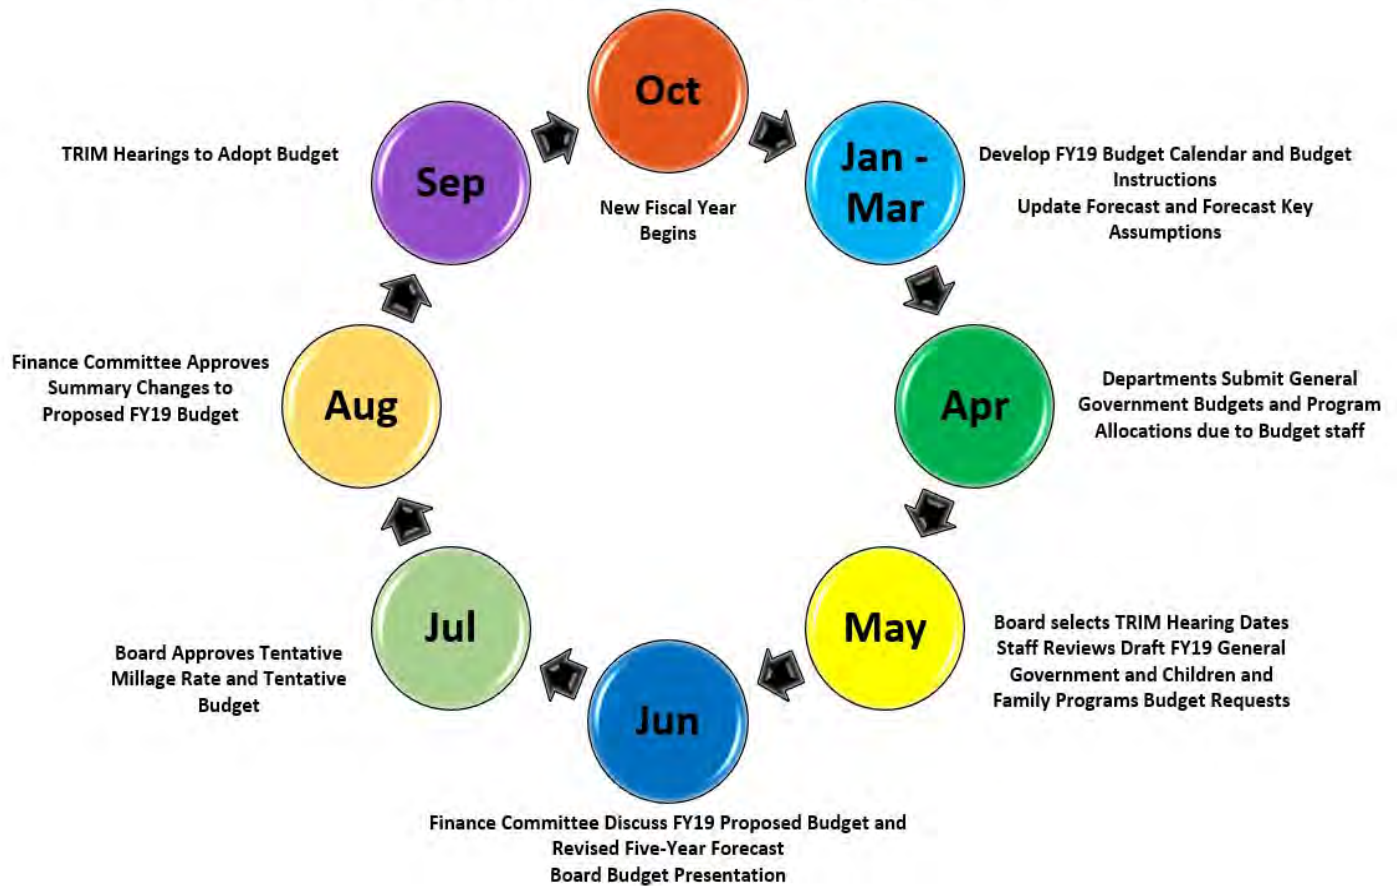 Oct
New Fiscal Year
Begins
Jan -
Mar
Develop FY19 Budget Calendar and Budget
Instructions
Update Forecast and Forecast Key
Assumptions
Apr
Departments Submit General
Government Budgets and Program
Allocations due to Budget staff
May
Board selects TRIM Hearing Dates
Staff Reviews Draft FY19 General
Government and Children and
Family Programs Budget Requests
Jun
Finance Committee Discuss FY19 Proposed Budget and
Revised Five-Year Forecast
Board Budget Presentation
Jul
Board Approves Tentative
Millage Rate and Tentative
Budget
Aug
Finance Committee Approves
Summary Changes to
Proposed FY19 Budget
Sep
TRIM Hearings to Adopt Budget